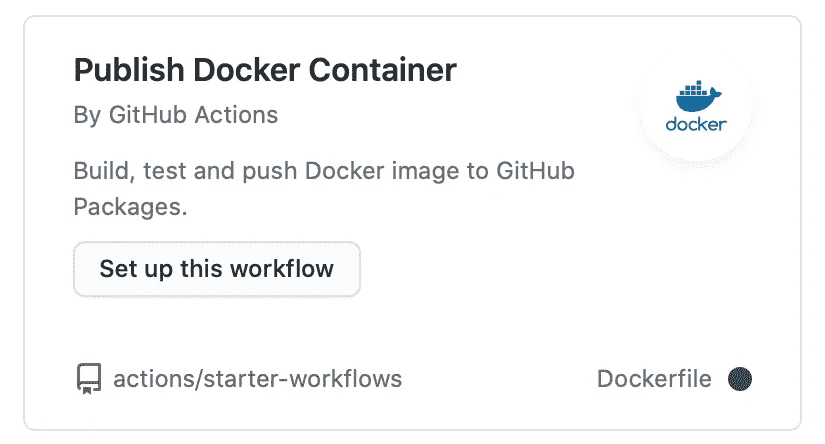 Publish Docker Container
By GitHub Actions
docker
Build, test and push Docker image to GitHub
Packages.
Set up this workflow
actions/starter-workflows
Dockerfile